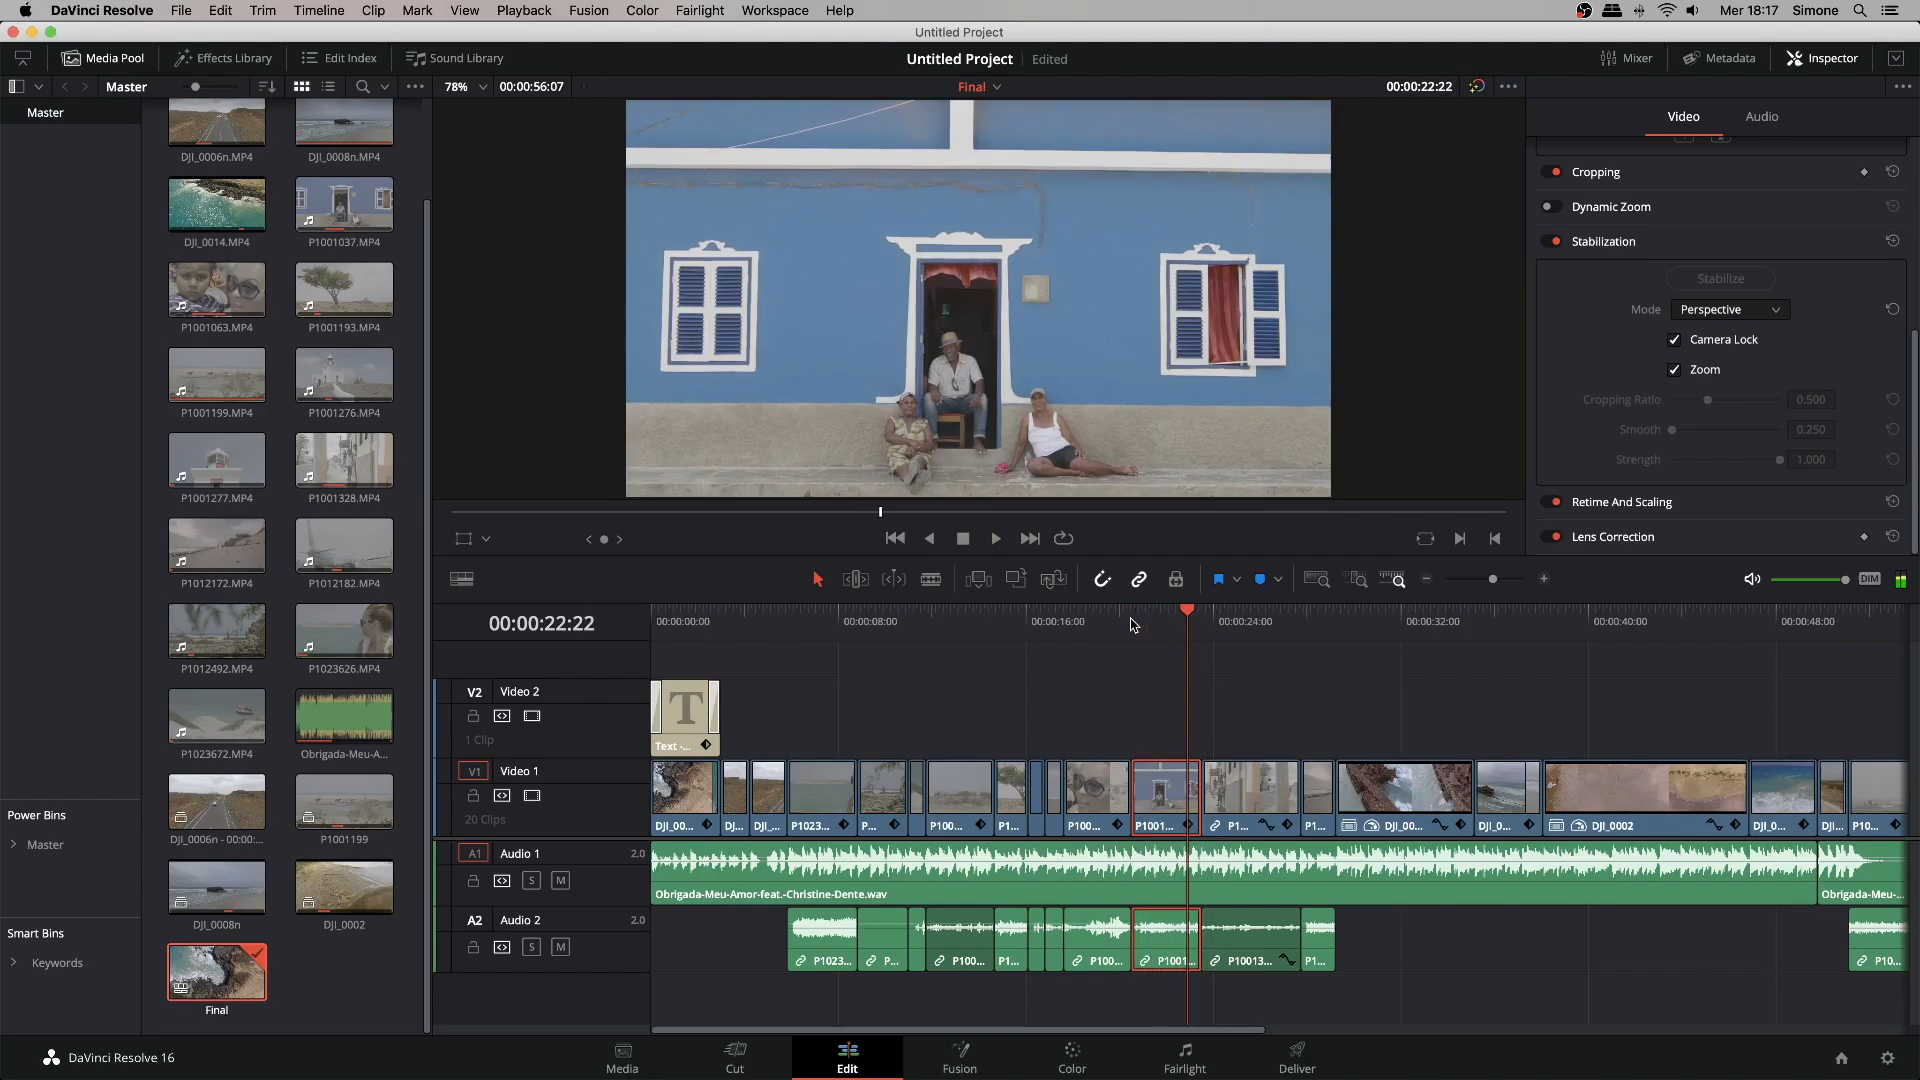 DaVinci Resolve File Edit Trim Timeline Clip Mark View Playback Fusion Color Fairlight Workspace Help Mer 18:17 Simone
Untitled Project
Media Pool Effects Library Edit Index Sound Library Untitled Project Edited Mixer Metadata Inspector
Master 78% 00:00:56:07 Final 00:00:22:22
Master
Video Audio
DJI_0006n.MP4 DJI_0008n.MP4
DJI_0014.MP4 P1001037.MP4
P1001063.MP4 P1001193.MP4
P1001199.MP4 P1001276.MP4
P1001277.MP4 P1001328.MP4
P1012172.MP4 P1012182.MP4
P1012492.MP4 P1023626.MP4
P1023672.MP4 Obrigada-Meu-A...
DJI_0006n - 00:00:... P1001199
DJI_0008n DJI_0002
Final
Power Bins
Master
Smart Bins
Keywords
Cropping
Dynamic Zoom
Stabilization
Stabilize
Mode Perspective
Camera Lock
Zoom
Cropping Ratio 0.500
Smooth 0.250
Strength 1.000
Retime And Scaling
Lens Correction
DIM
00:00:22:22 00:00:00:00 00:00:08:00 00:00:16:00 00:00:24:00 00:00:32:00 00:00:40:00 00:00:48:00
V2 Video 2
1 Clip
T
Text -...
V1 Video 1
20 Clips
DJI_00... DJ... DJI_... P1023... P... P100... P1... P100... P1001... P1... P1... DJI_00... DJI_0... DJI_0002 DJI_0... DJI... P10...
A1 Audio 1 2.0
S M
Obrigada-Meu-Amor-feat.-Christine-Dente.wav Obrigada-Meu-...
A2 Audio 2 2.0
S M
P1023... P... P100... P1... P100... P1001... P10013... P1... P10...
DaVinci Resolve 16 Media Cut Edit Fusion Color Fairlight Deliver